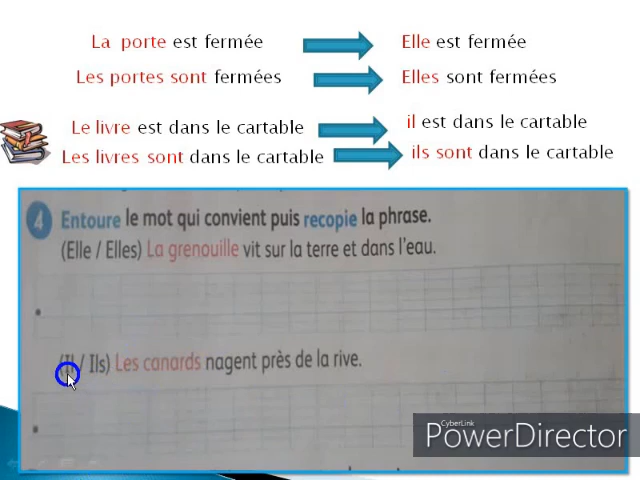 La porte est fermée
Elle est fermée
Les portes sont fermées
Elles sont fermées
Le livre est dans le cartable
il est dans le cartable
Les livres sont dans le cartable
ils sont dans le cartable
4 Entoure le mot qui convient puis recopie la phrase.
(Elle / Elles) La grenouille vit sur la terre et dans l'eau.
(Il / Ils) Les canards nagent près de la rive.
CyberLink
PowerDirector